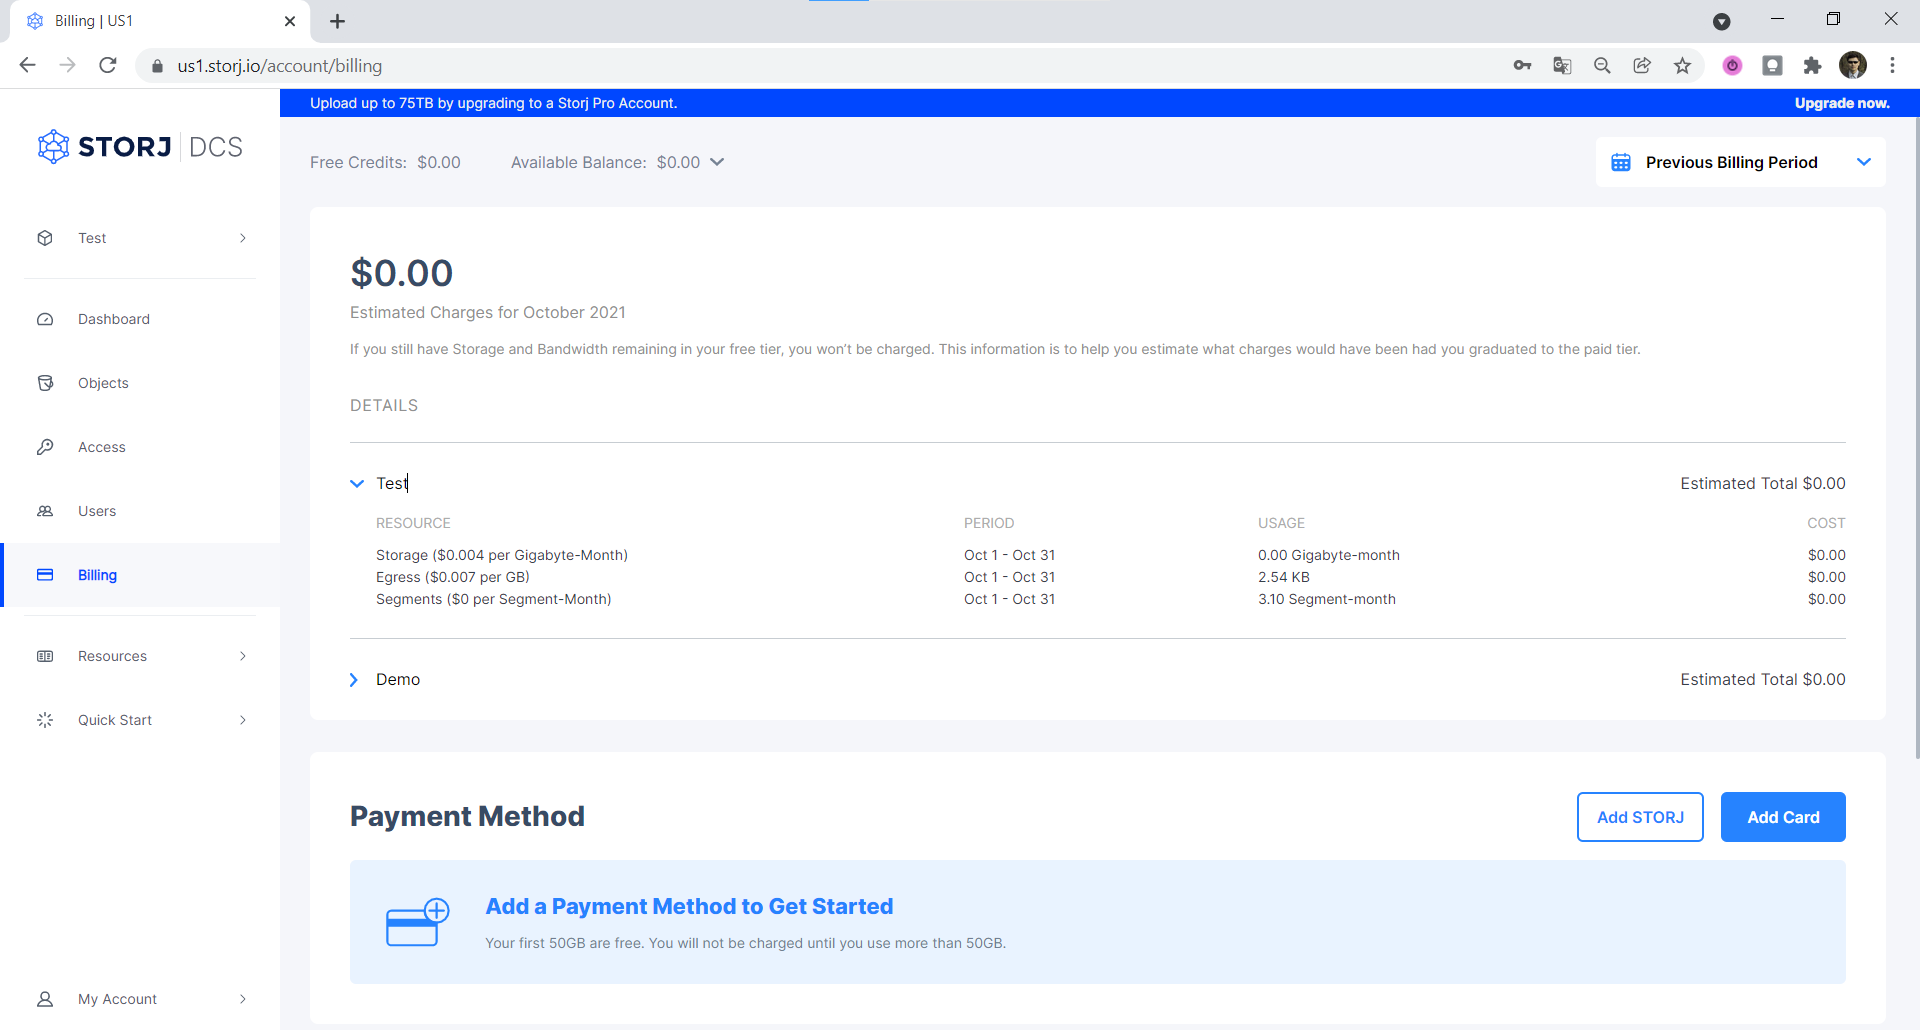 Billing | US1
us1.storj.io/account/billing
Upload up to 75TB by upgrading to a Storj Pro Account.
Upgrade now.
STORJ | DCS
Free Credits: $0.00
Available Balance: $0.00
Previous Billing Period
Test
Dashboard
Objects
Access
Users
Billing
Resources
Quick Start
My Account
$0.00
Estimated Charges for October 2021
If you still have Storage and Bandwidth remaining in your free tier, you won’t be charged. This information is to help you estimate what charges would have been had you graduated to the paid tier.
DETAILS
Test Estimated Total $0.00
RESOURCE PERIOD USAGE COST
Storage ($0.004 per Gigabyte-Month) Oct 1 - Oct 31 0.00 Gigabyte-month $0.00
Egress ($0.007 per GB) Oct 1 - Oct 31 2.54 KB $0.00
Segments ($0 per Segment-Month) Oct 1 - Oct 31 3.10 Segment-month $0.00
Demo Estimated Total $0.00
Payment Method
Add STORJ
Add Card
Add a Payment Method to Get Started
Your first 50GB are free. You will not be charged until you use more than 50GB.